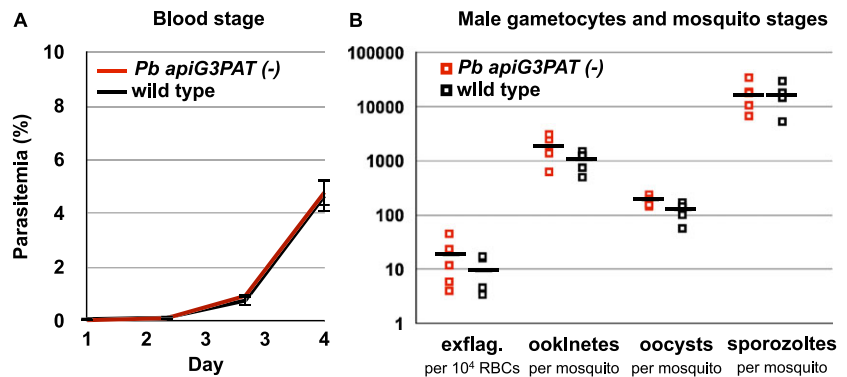 A
Blood stage
Parasitemia (%)
10
8
6
4
2
0
Pb apiG3PAT (-)
wIld type
1 2 3 3 4
Day
B
Male gametocytes and mosquito stages
100000
10000
1000
100
10
1
Pb apiG3PAT (-)
wIld type
exflag. ooklnetes oocysts sporozoltes
per 10⁴ RBCs per mosquito per mosquito per mosquito